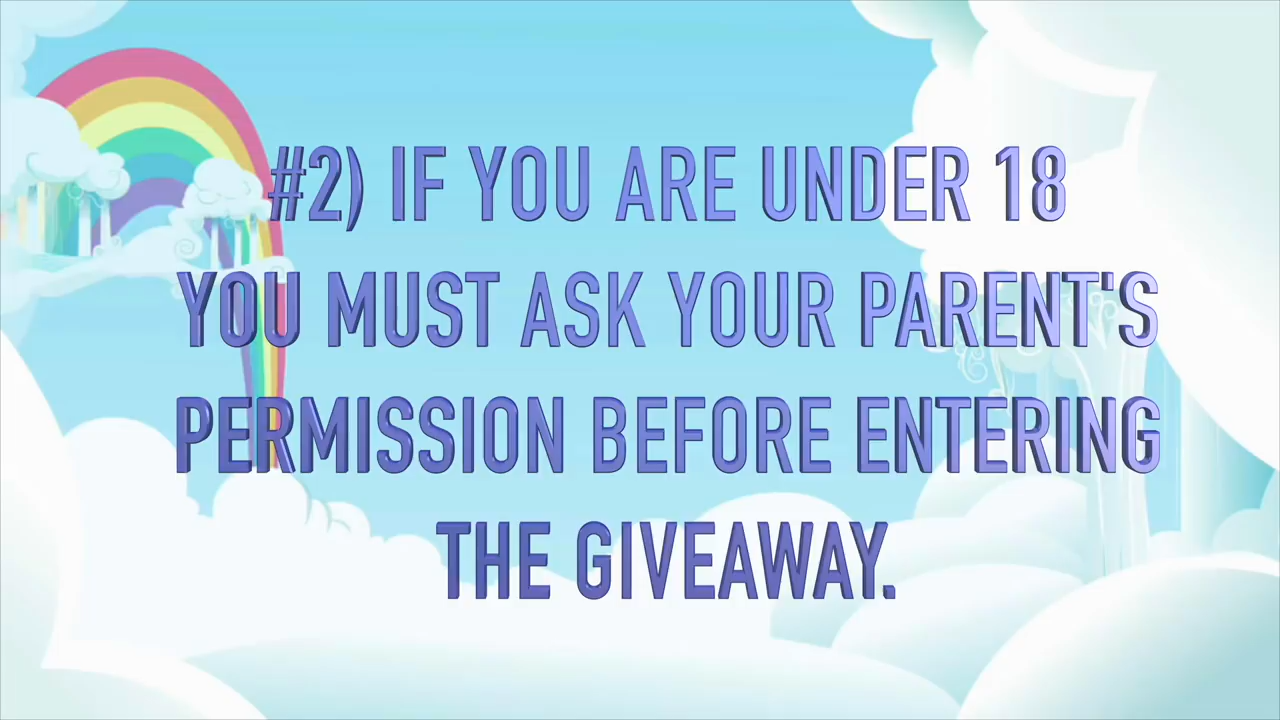 #2) IF YOU ARE UNDER 18
YOU MUST ASK YOUR PARENT'S
PERMISSION BEFORE ENTERING
THE GIVEAWAY.